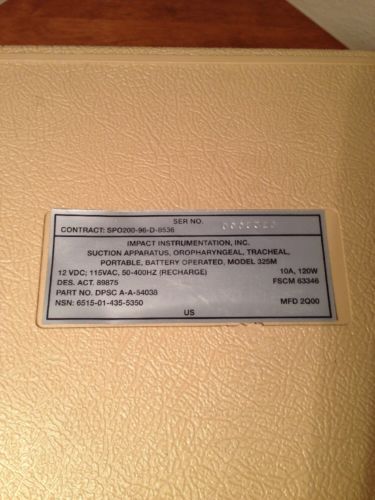 SER NO.
CONTRACT: SPO200-96-D-8536
IMPACT INSTRUMENTATION, INC.
SUCTION APPARATUS, OROPHARYNGEAL, TRACHEAL,
PORTABLE, BATTERY OPERATED, MODEL 325M
12 VDC; 115VAC, 50-400HZ (RECHARGE) 10A, 120W
DES. ACT. 89875 FSCM 63346
PART NO. DPSC A-A-54038
NSN: 6515-01-435-5350 MFD 2Q00
US